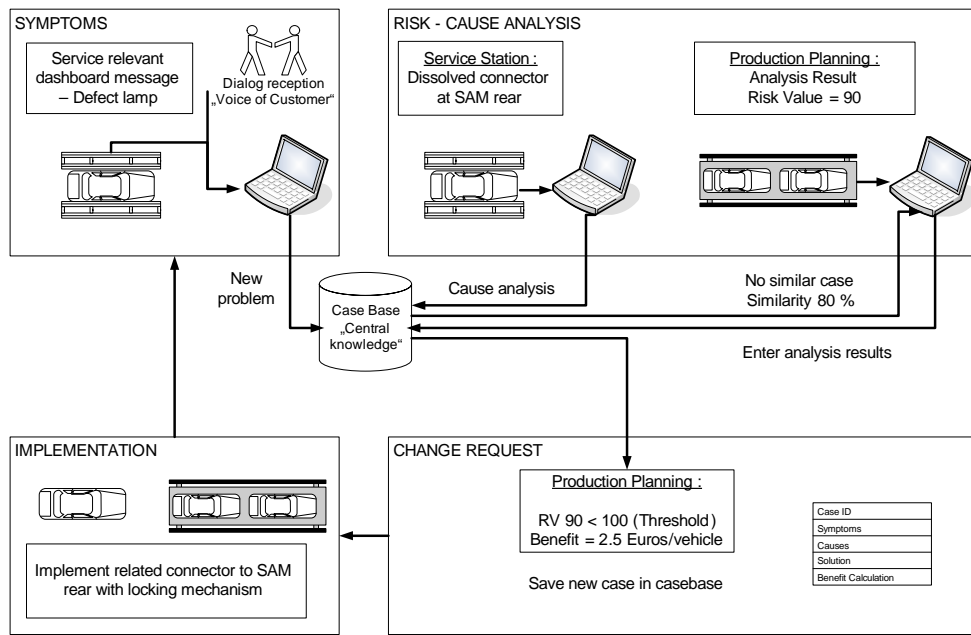 SYMPTOMS
Service relevant
dashboard message
– Defect lamp
Dialog reception
„Voice of Customer“
RISK - CAUSE ANALYSIS
Service Station :
Dissolved connector
at SAM rear
Production Planning :
Analysis Result
Risk Value = 90
New
problem
Case Base
„Central
knowledge“
Cause analysis
No similar case
Similarity 80 %
Enter analysis results
IMPLEMENTATION
Implement related connector to SAM
rear with locking mechanism
CHANGE REQUEST
Production Planning :
RV 90 < 100 (Threshold)
Benefit = 2.5 Euros/vehicle
Save new case in casebase
Case ID
Symptoms
Causes
Solution
Benefit Calculation